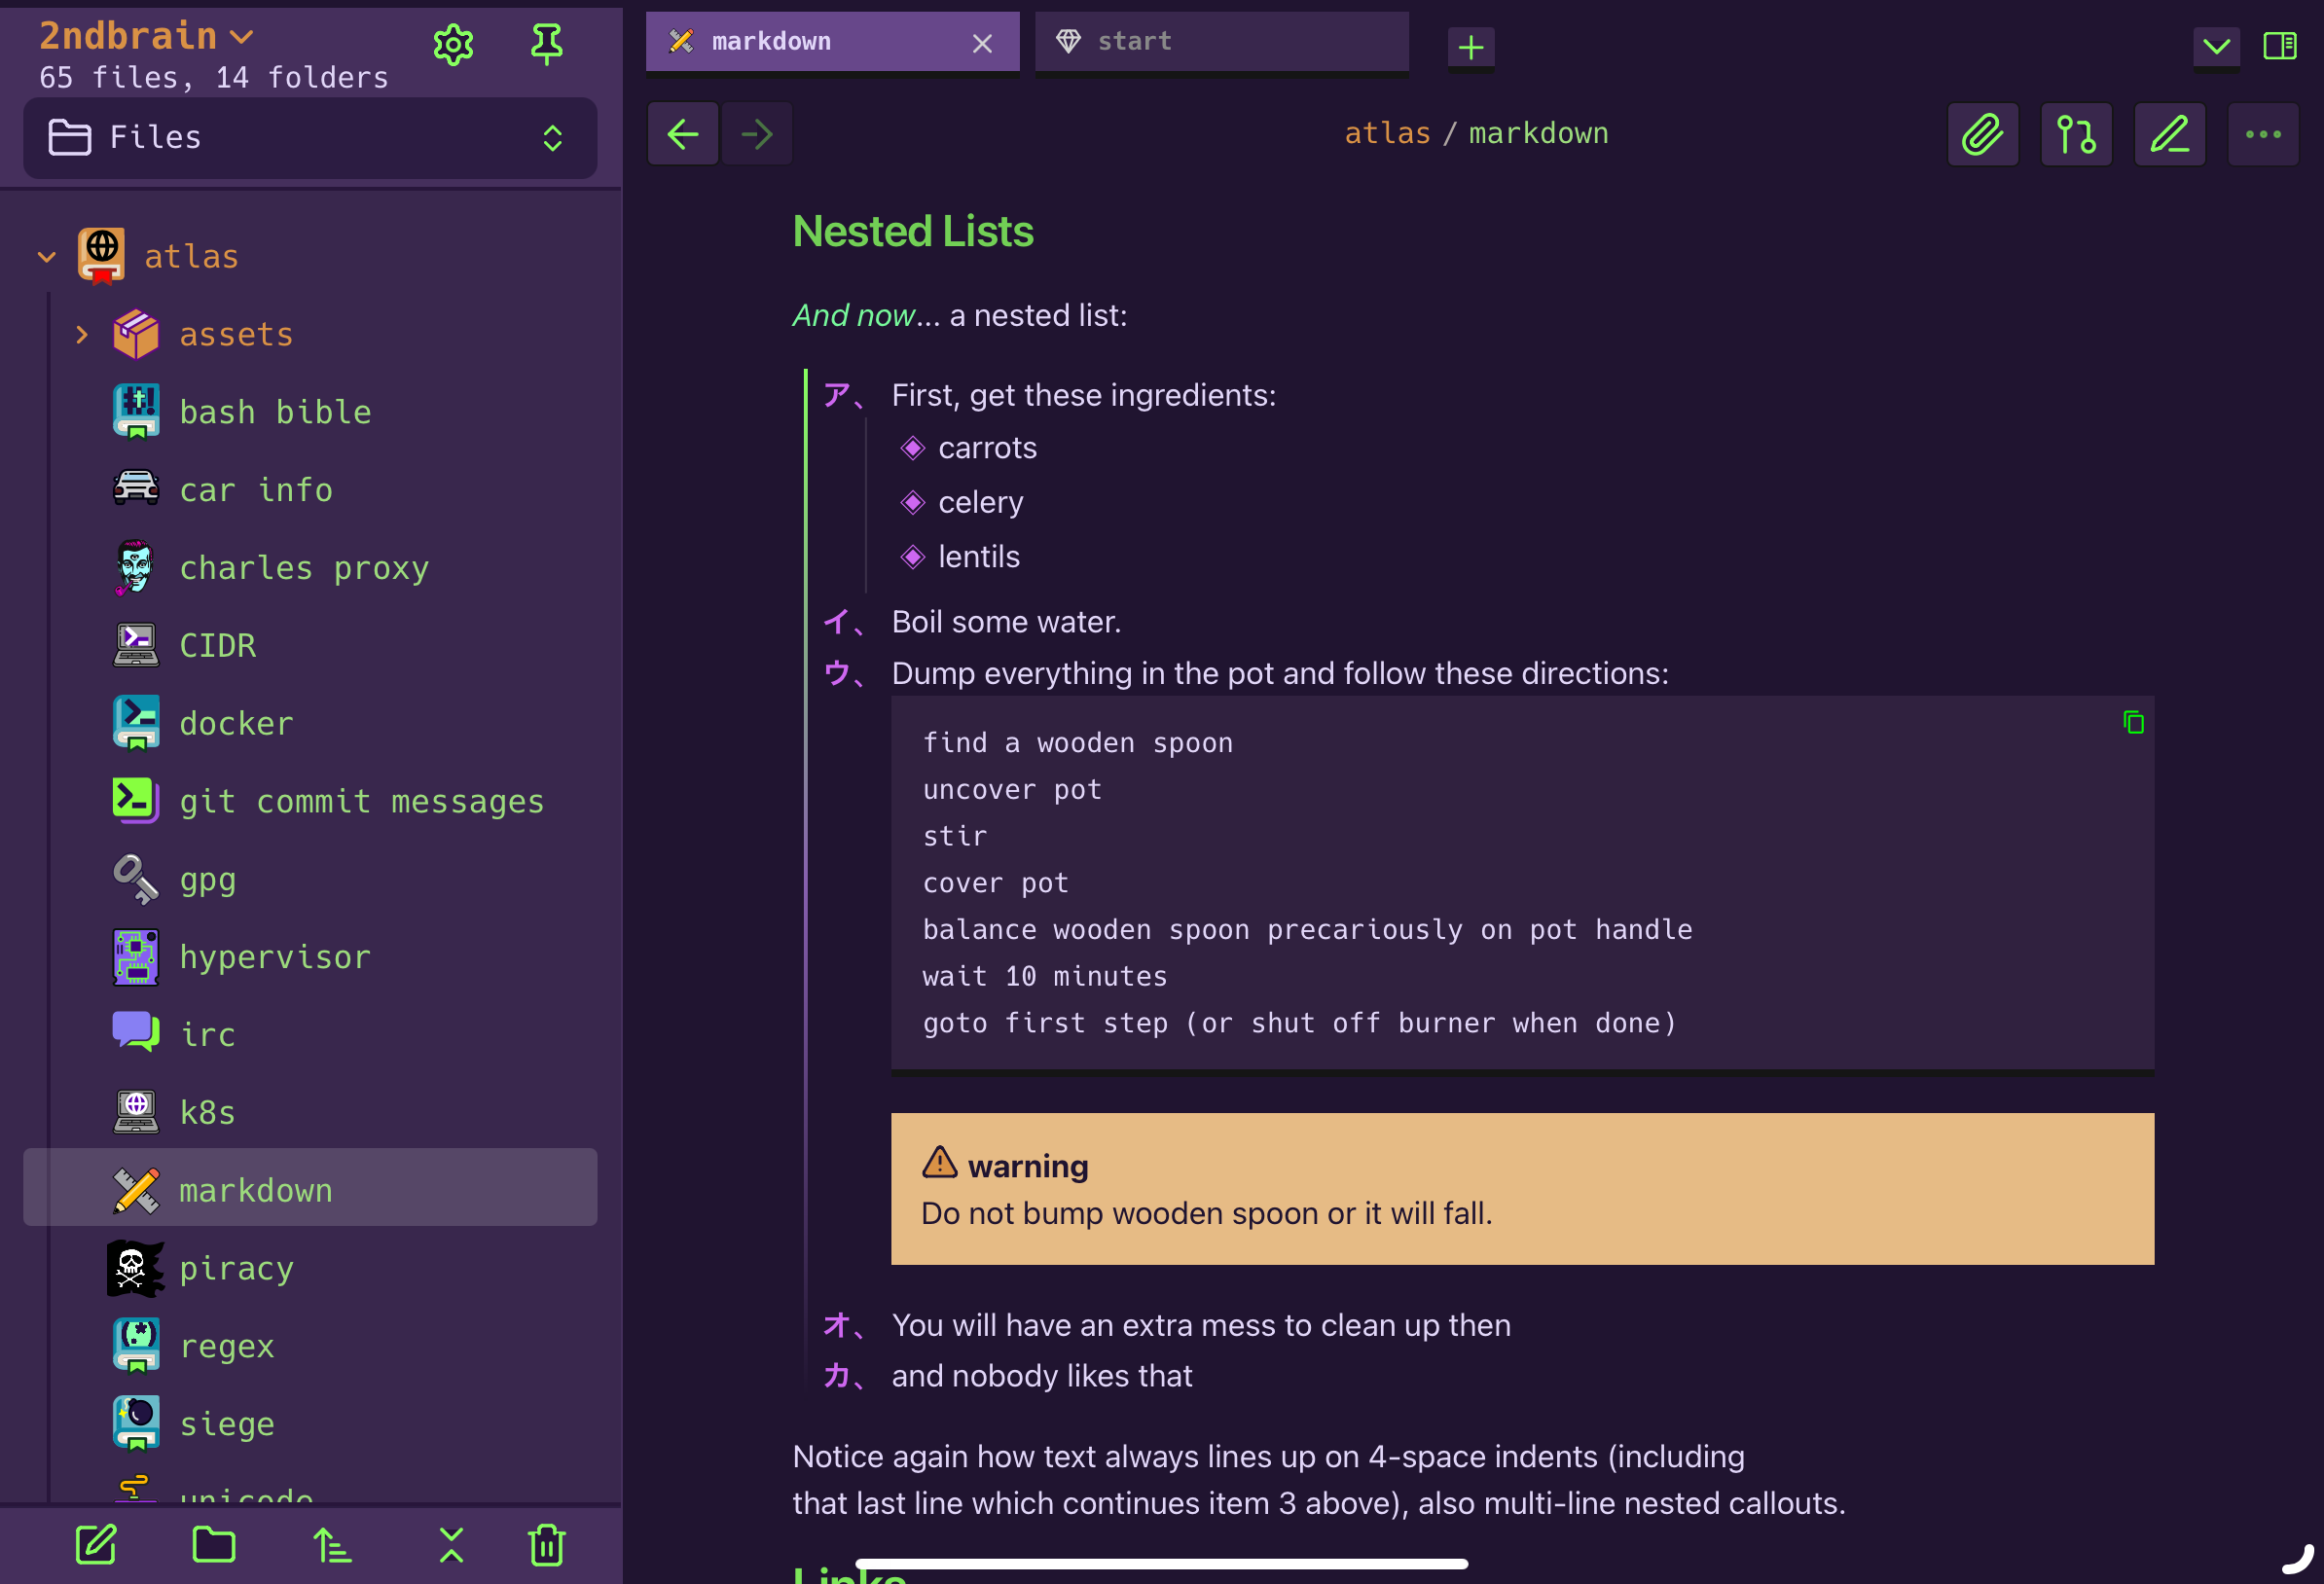 2ndbrain
65 files, 14 folders
Files
atlas
assets
bash bible
car info
charles proxy
CIDR
docker
git commit messages
gpg
hypervisor
irc
k8s
markdown
piracy
regex
siege
unicode
markdown
start
atlas / markdown
Nested Lists
And now... a nested list:
ア、 First, get these ingredients:
carrots
celery
lentils
イ、 Boil some water.
ウ、 Dump everything in the pot and follow these directions:
find a wooden spoon
uncover pot
stir
cover pot
balance wooden spoon precariously on pot handle
wait 10 minutes
goto first step (or shut off burner when done)
warning
Do not bump wooden spoon or it will fall.
オ、 You will have an extra mess to clean up then
カ、 and nobody likes that
Notice again how text always lines up on 4-space indents (including
that last line which continues item 3 above), also multi-line nested callouts.
Links